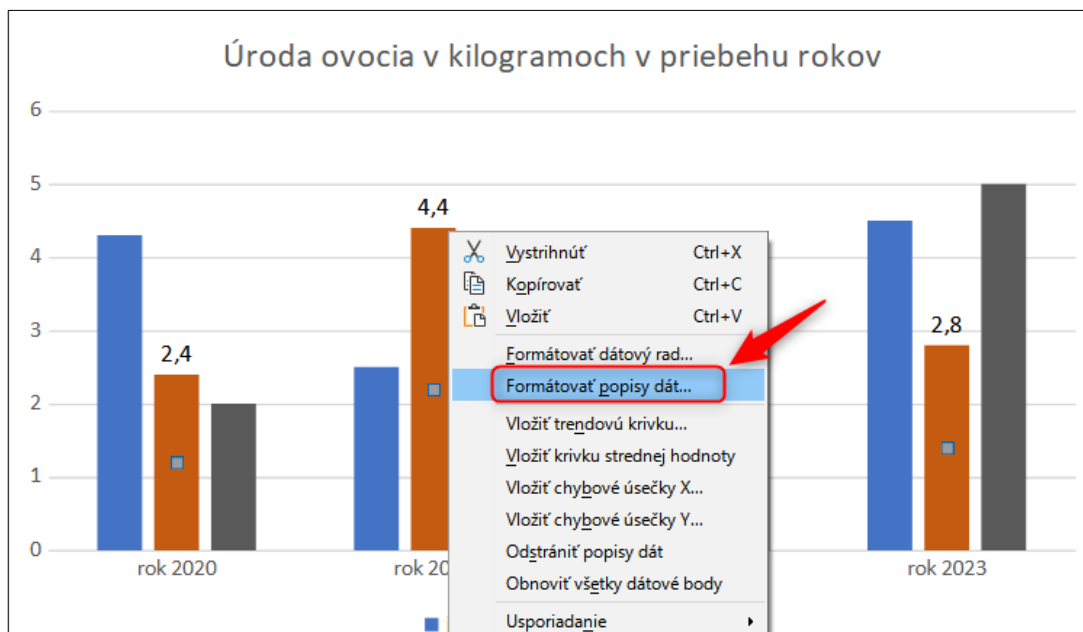 Úroda ovocia v kilogramoch v priebehu rokov
6
5
4
3
2
1
0
2,4
4,4
2,8
rok 2020
rok 20
rok 2023
Vystrihnúť Ctrl+X
Kopírovať Ctrl+C
Vložiť Ctrl+V
Formátovať dátový rad...
Formátovať popisy dát...
Vložiť trendovú krivku...
Vložiť krivku strednej hodnoty
Vložiť chybové úsečky X...
Vložiť chybové úsečky Y...
Odstrániť popisy dát
Obnoviť všetky dátové body
Usporiadanie